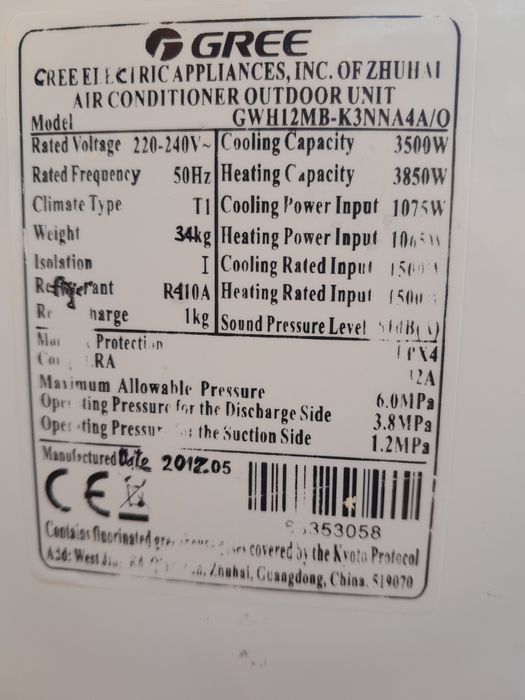 GREE
GREE ELECTRIC APPLIANCES, INC. OF ZHUHAI
AIR CONDITIONER OUTDOOR UNIT
Model GWH12MB-K3NNA4A/O
Rated Voltage 220-240V~ Cooling Capacity 3500W
Rated Frequency 50Hz Heating Capacity 3850W
Climate Type T1 Cooling Power Input 1075W
Weight 34kg Heating Power Input 1065W
Isolation I Cooling Rated Input
Refrigerant R410A Heating Rated Input
1kg Sound Pressure Level
Protection IPX4
12A
Maximum Allowable Pressure 6.0MPa
Operating Pressure for the Discharge Side 3.8MPa
Operating Pressure the Suction Side 1.2MPa
Manufactured Date 2012.05
CE
353058
Contains fluorinated covered by the Kyoto Protocol
Add: West Zhuhai, Guangdong, China, 519070